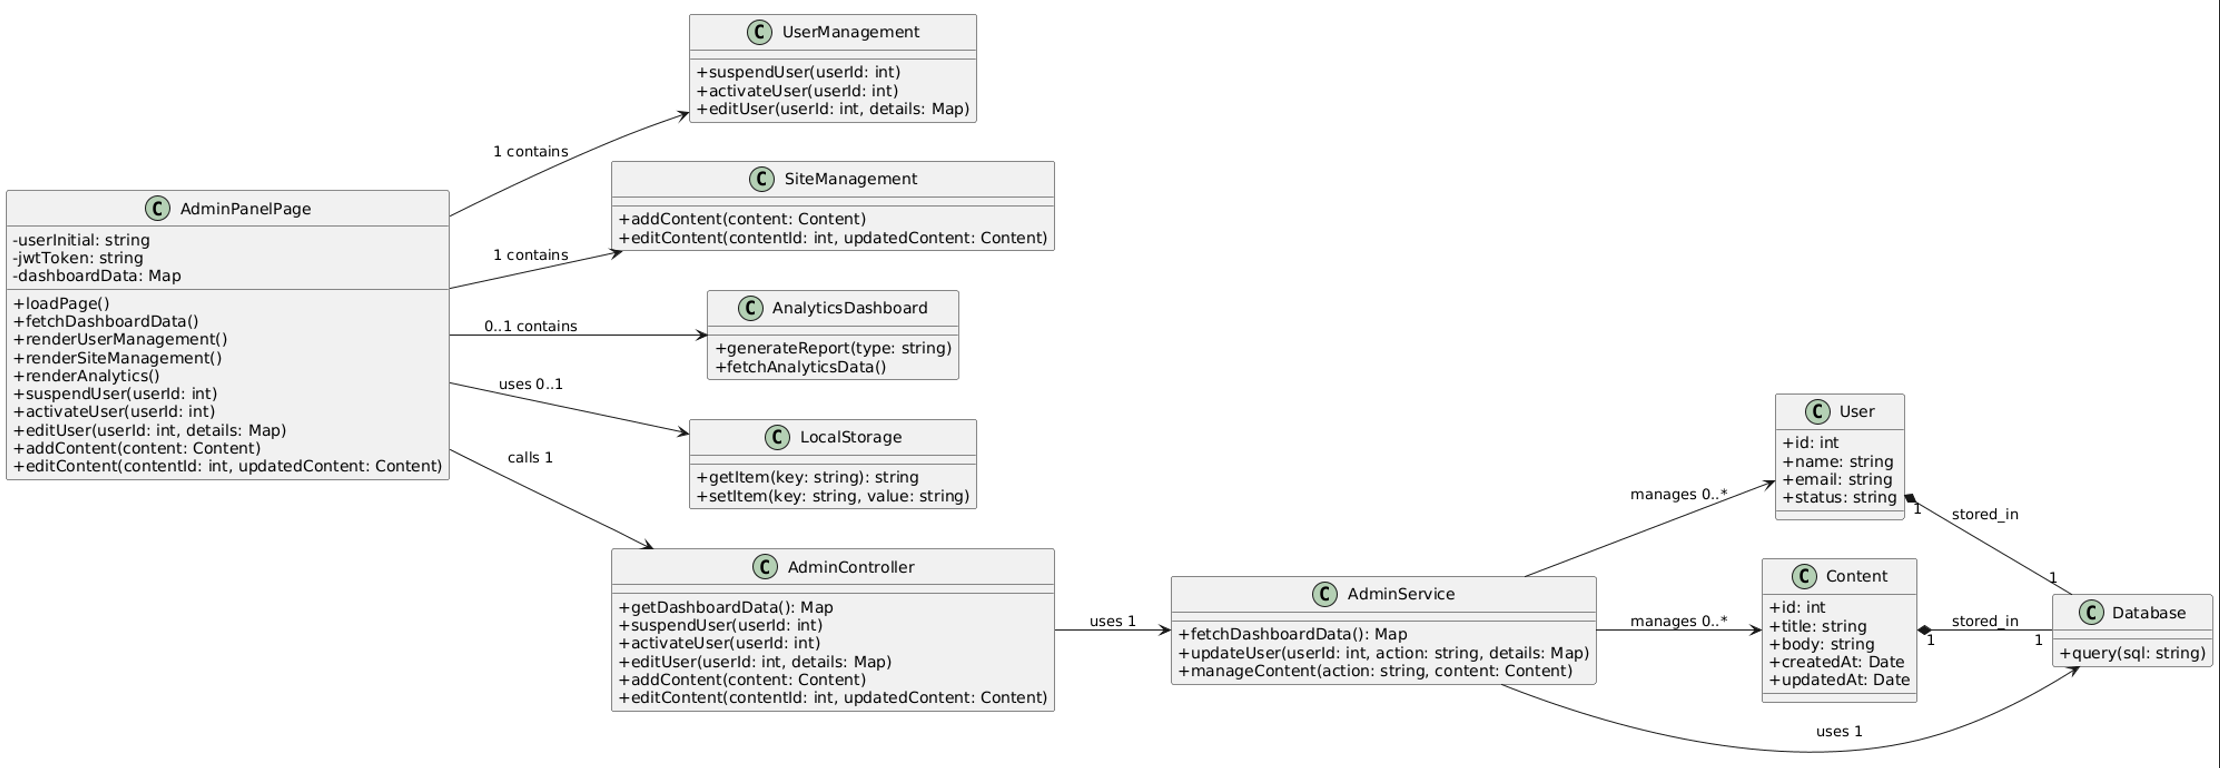 C UserManagement
+suspendUser(userId: int)
+activateUser(userId: int)
+editUser(userId: int, details: Map)
1 contains
C SiteManagement
+addContent(content: Content)
+editContent(contentId: int, updatedContent: Content)
C AdminPanelPage
-userInitial: string
-jwtToken: string
-dashboardData: Map
+loadPage()
+fetchDashboardData()
+renderUserManagement()
+renderSiteManagement()
+renderAnalytics()
+suspendUser(userId: int)
+activateUser(userId: int)
+editUser(userId: int, details: Map)
+addContent(content: Content)
+editContent(contentId: int, updatedContent: Content)
1 contains
C AnalyticsDashboard
+generateReport(type: string)
+fetchAnalyticsData()
0..1 contains
uses 0..1
C LocalStorage
+getItem(key: string): string
+setItem(key: string, value: string)
calls 1
C AdminController
+getDashboardData(): Map
+suspendUser(userId: int)
+activateUser(userId: int)
+editUser(userId: int, details: Map)
+addContent(content: Content)
+editContent(contentId: int, updatedContent: Content)
uses 1
C AdminService
+fetchDashboardData(): Map
+updateUser(userId: int, action: string, details: Map)
+manageContent(action: string, content: Content)
manages 0..*
C User
+id: int
+name: string
+email: string
+status: string
1
stored_in
1
manages 0..*
C Content
+id: int
+title: string
+body: string
+createdAt: Date
+updatedAt: Date
stored_in
1
1
C Database
+query(sql: string)
uses 1